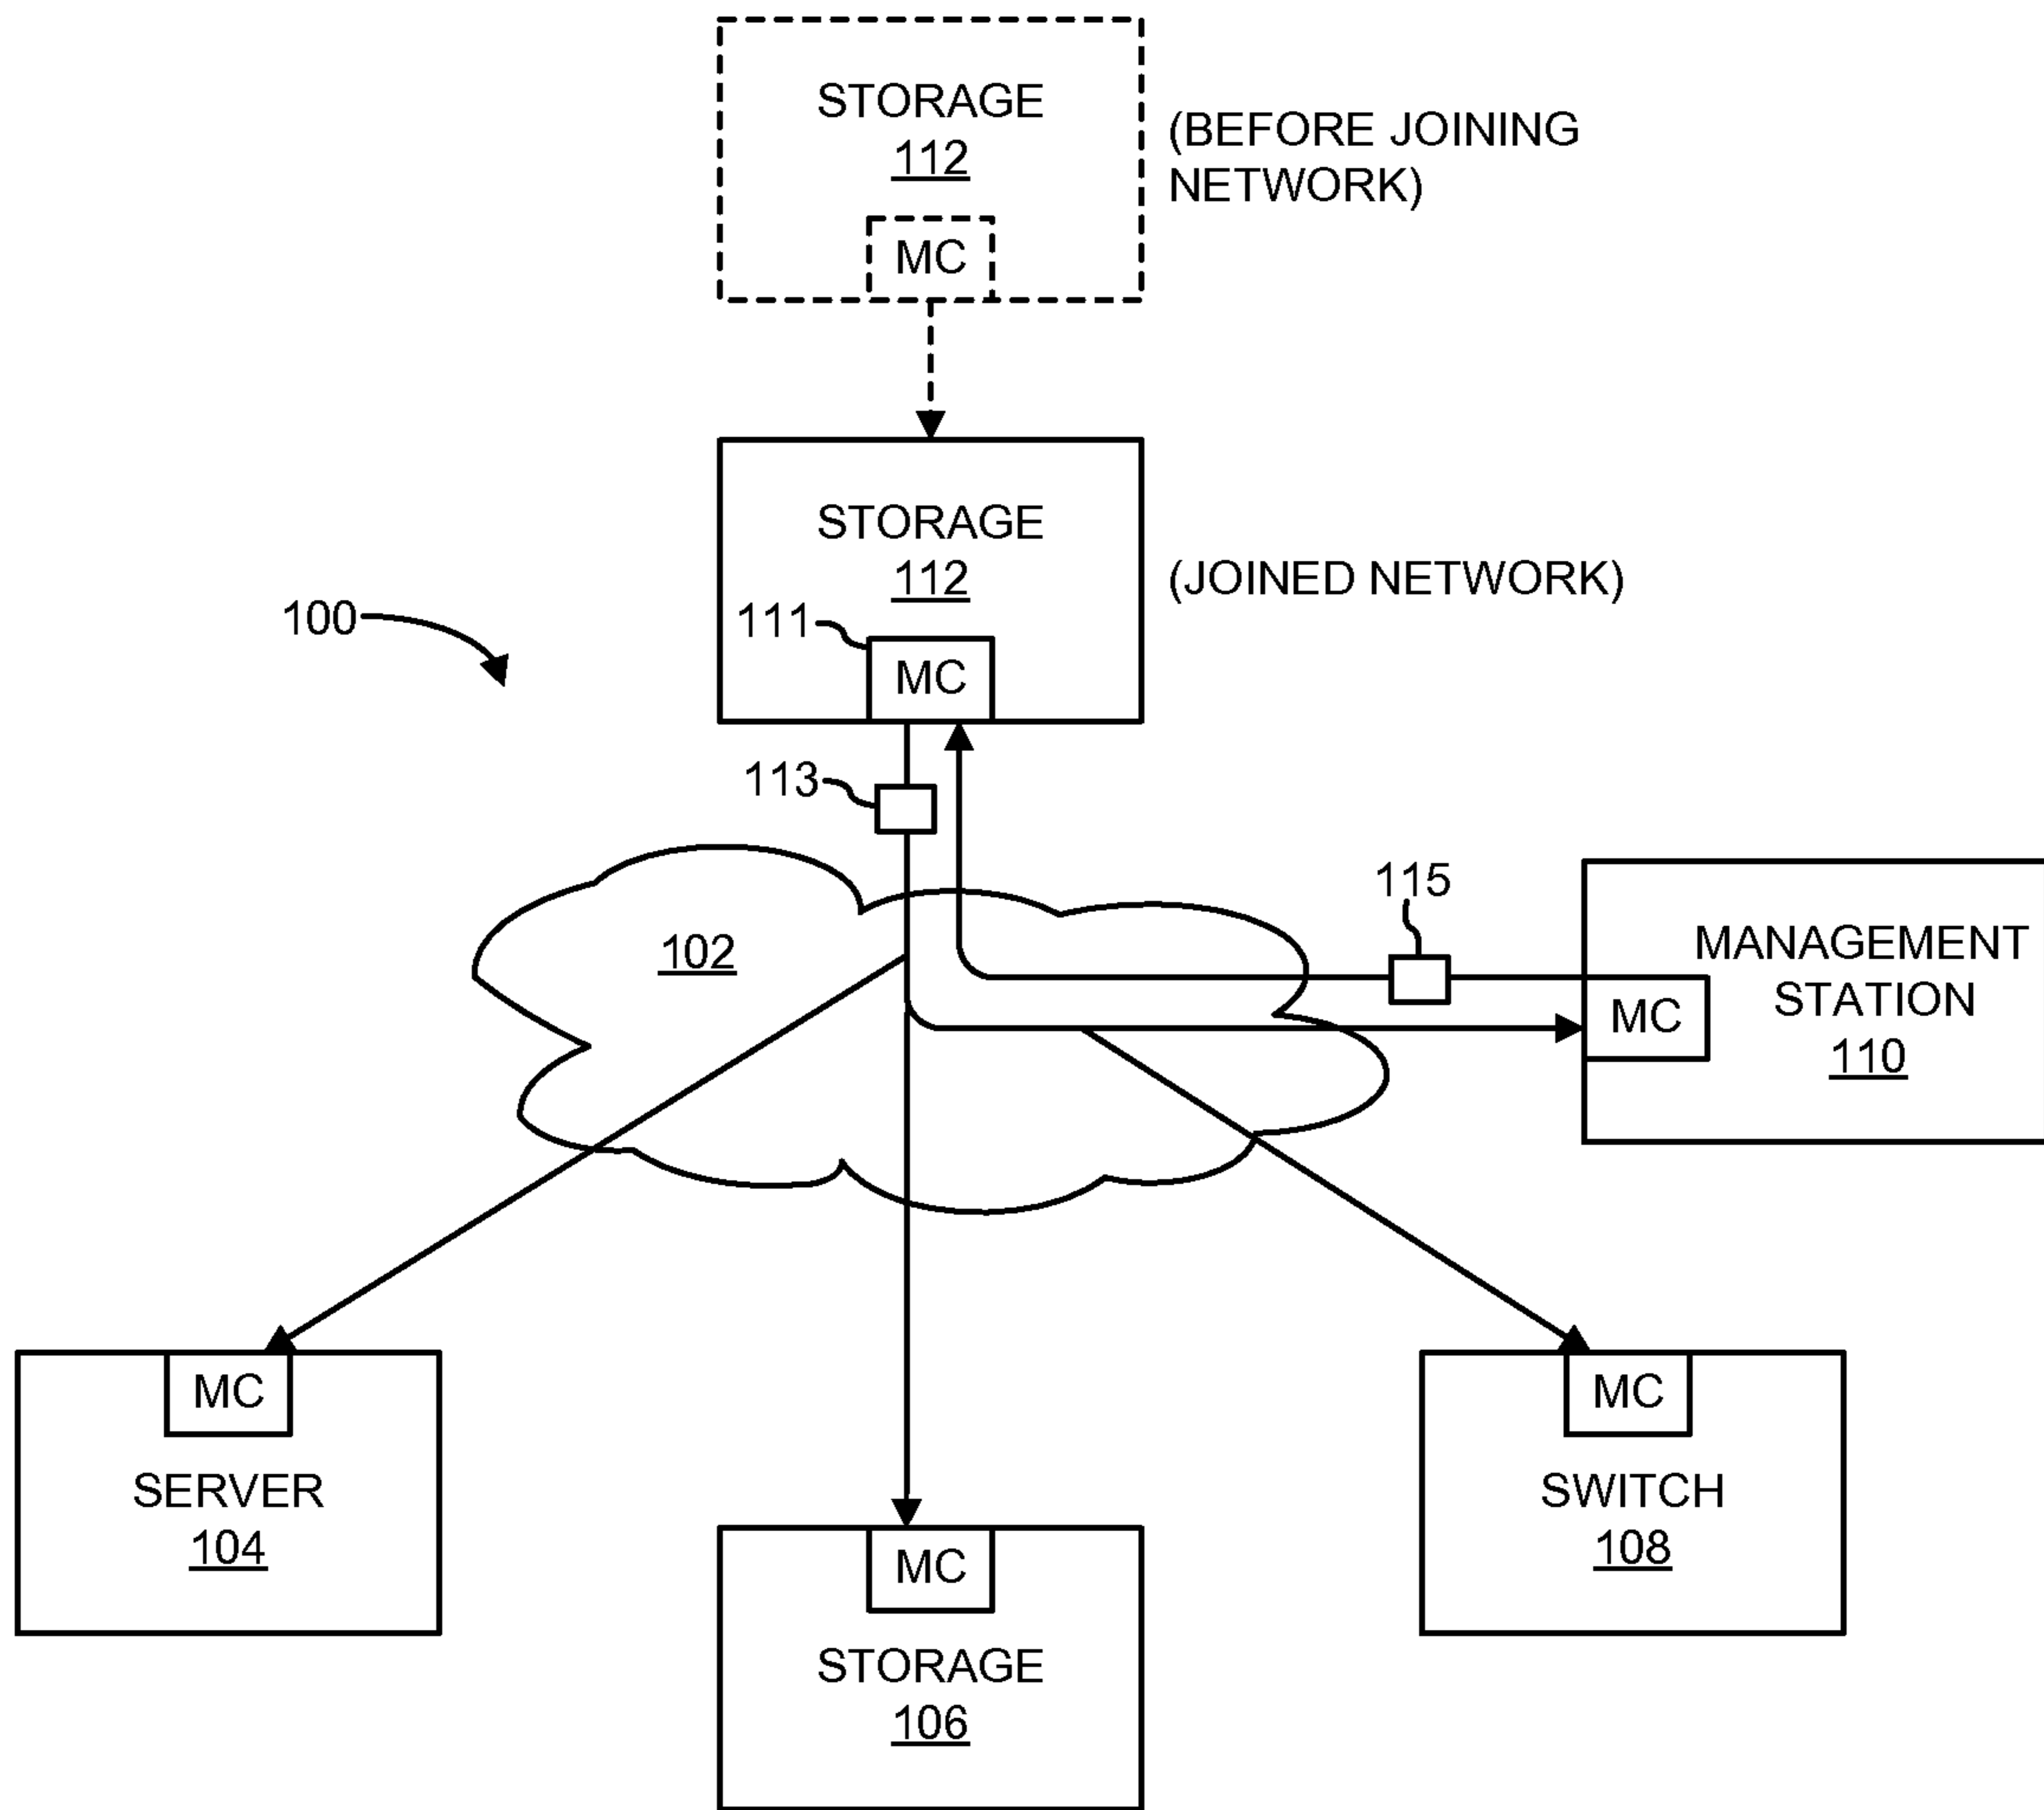 STORAGE
112
(BEFORE JOINING
NETWORK)
MC
STORAGE
112
(JOINED NETWORK)
100
111
MC
113
115
102
MANAGEMENT
STATION
110
MC
MC
SERVER
104
MC
STORAGE
106
MC
SWITCH
108